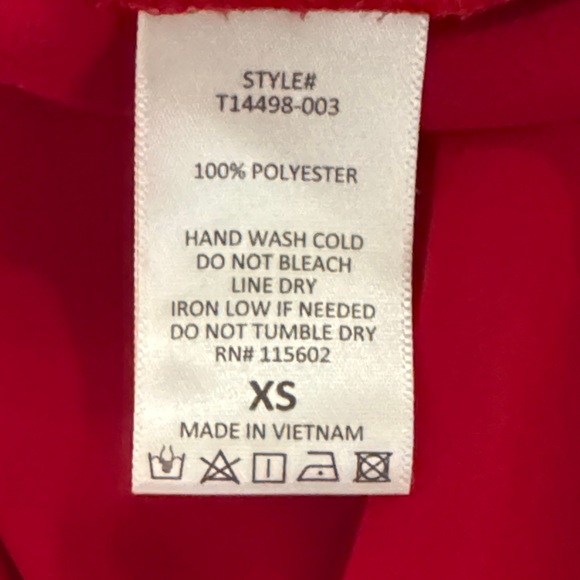 STYLE#
T14498-003
100% POLYESTER
HAND WASH COLD
DO NOT BLEACH
LINE DRY
IRON LOW IF NEEDED
DO NOT TUMBLE DRY
RN# 115602
XS
MADE IN VIETNAM